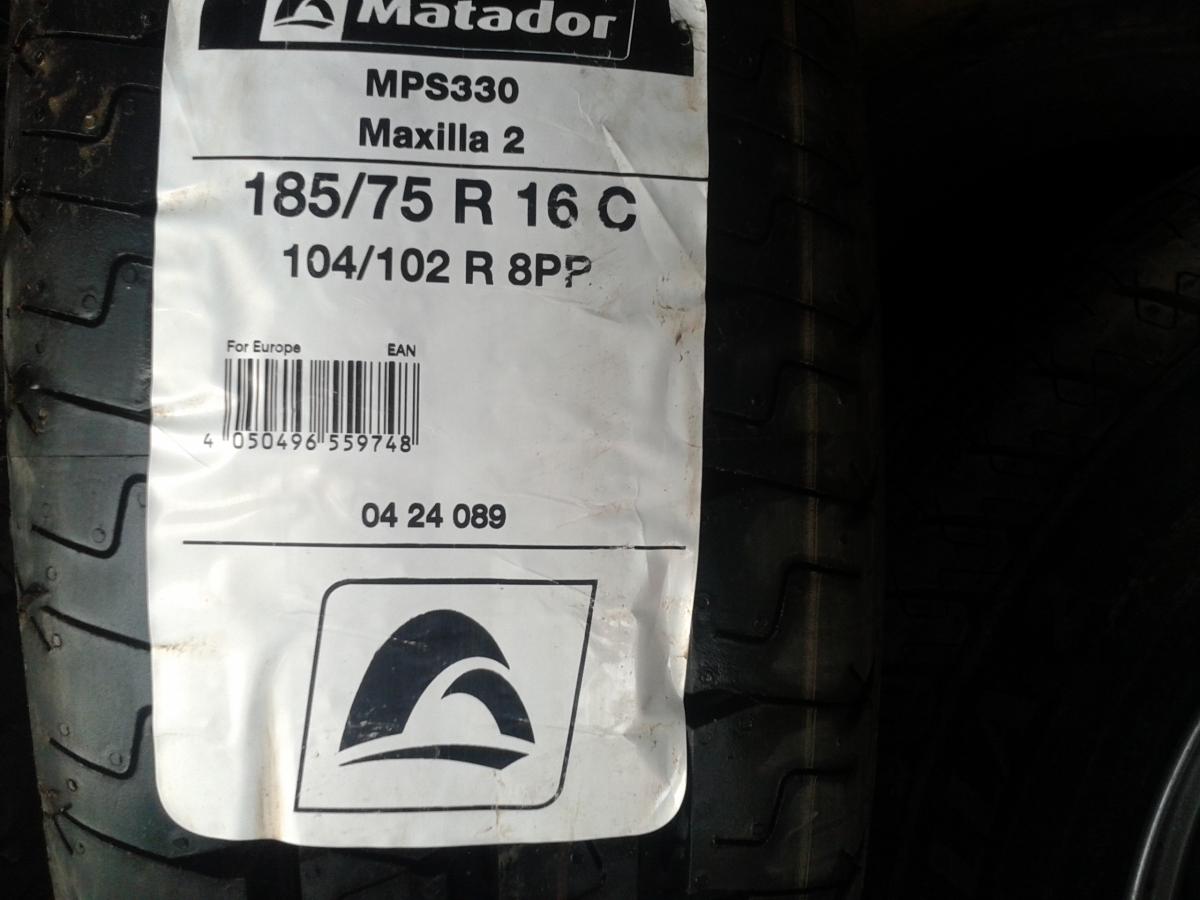 Matador
MPS330
Maxilla 2
185/75 R 16 C
104/102 R 8PP
For Europe EAN
4 050496 559748
04 24 089